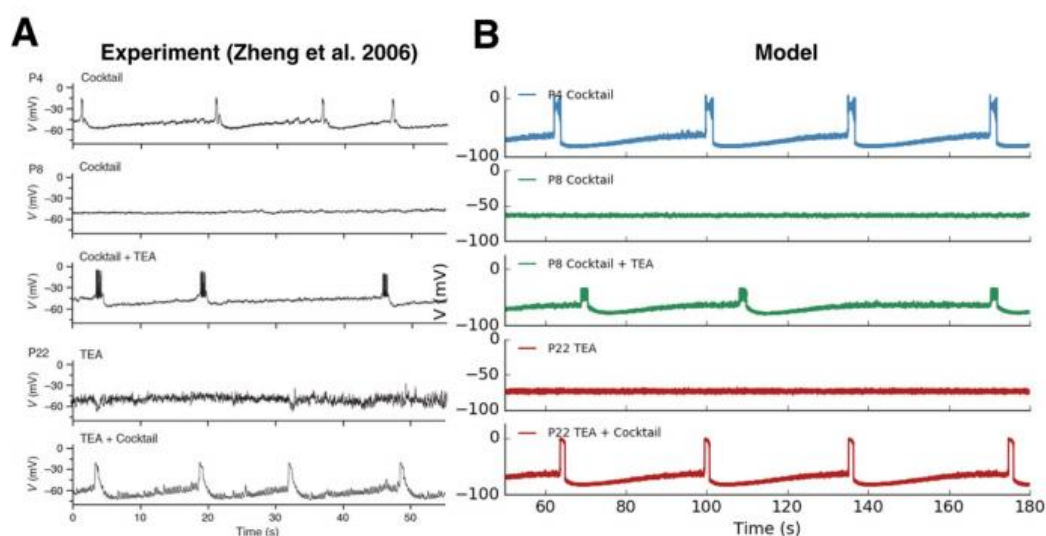 A
Experiment (Zheng et al. 2006)
P4
Cocktail
0
−30
−60
V (mV)
P8
Cocktail
0
−30
−60
V (mV)
Cocktail + TEA
0
−30
−60
V (mV)
P22
TEA
0
−30
−60
V (mV)
TEA + Cocktail
0
−30
−60
V (mV)
0 10 20 30 40 50
Time (s)
B
Model
P4 Cocktail
0
−100
P8 Cocktail
0
−50
−100
P8 Cocktail + TEA
0
−100
V (mV)
P22 TEA
0
−50
−100
P22 TEA + Cocktail
0
−100
60 80 100 120 140 160 180
Time (s)